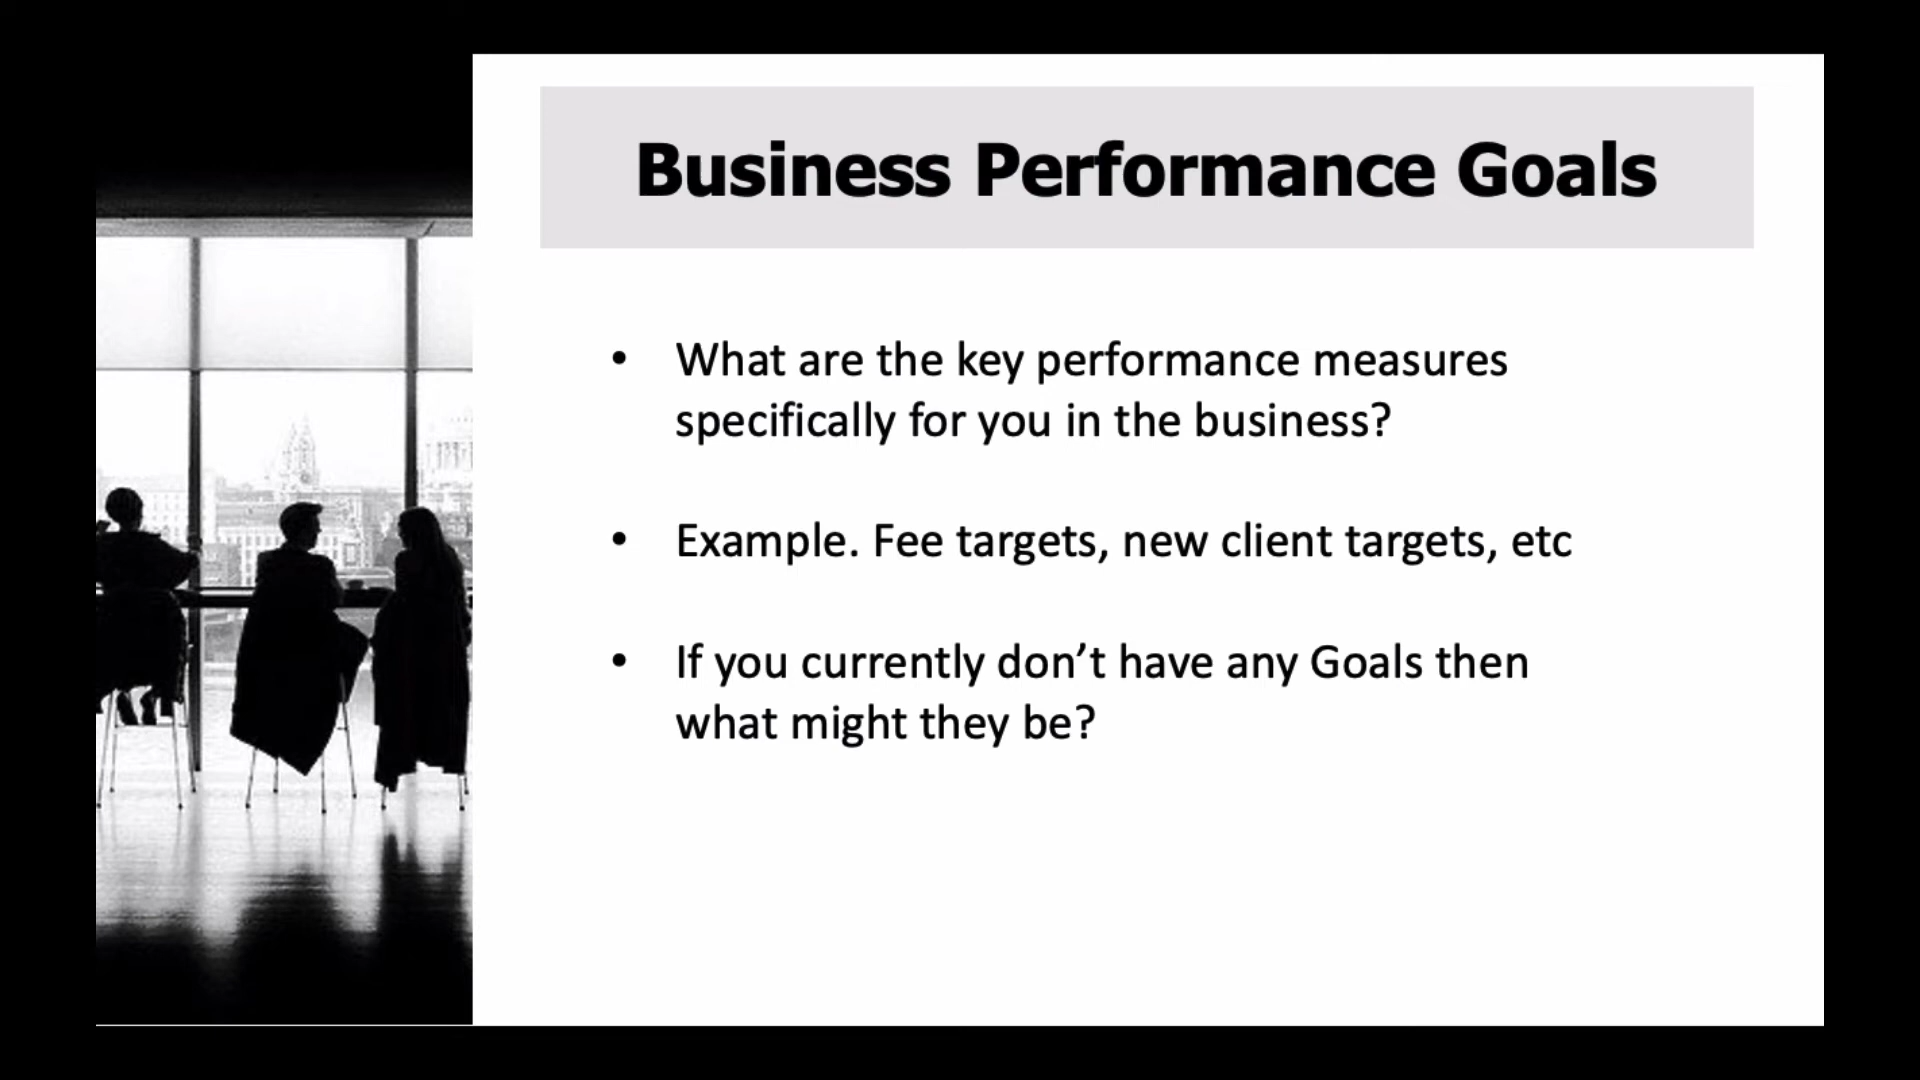 Business Performance Goals
• What are the key performance measures
specifically for you in the business?
• Example. Fee targets, new client targets, etc
• If you currently don’t have any Goals then
what might they be?